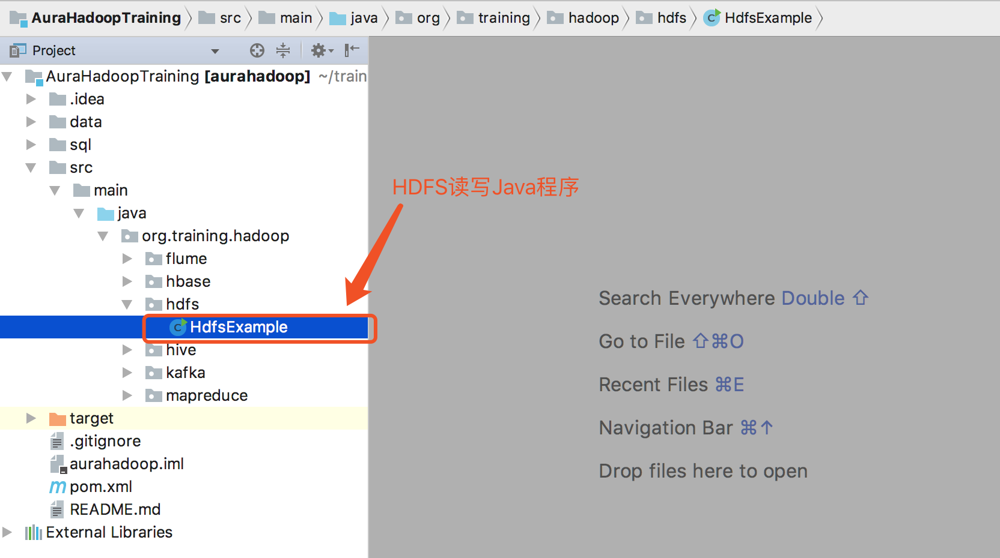 AuraHadoopTraining src main java org training hadoop hdfs HdfsExample
Project
AuraHadoopTraining [aurahadoop] ~/train
.idea
data
sql
src
main
java
org.training.hadoop
flume
hbase
hdfs
HdfsExample
hive
kafka
mapreduce
target
.gitignore
aurahadoop.iml
pom.xml
README.md
External Libraries
HDFS读写Java程序
Search Everywhere Double ⇧
Go to File ⇧⌘O
Recent Files ⌘E
Navigation Bar ⌘↑
Drop files here to open